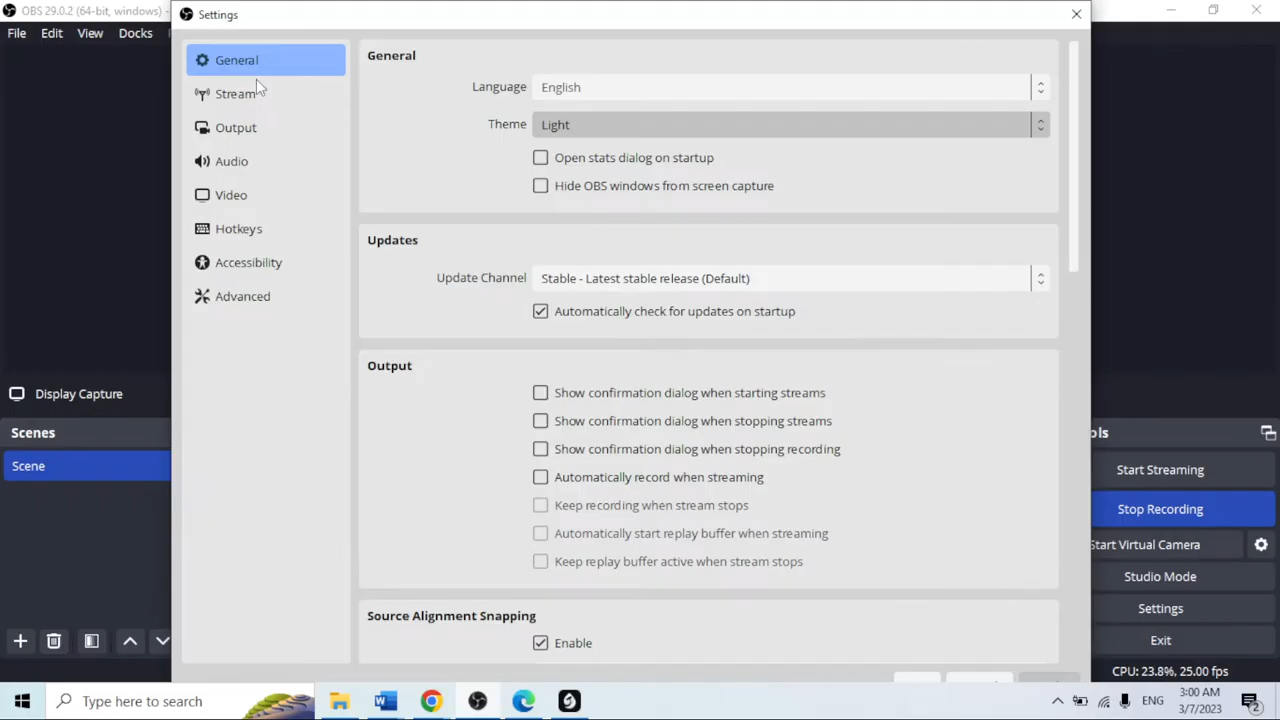 OBS 29.0.2 (64-bit, windows) -
Settings
File Edit View Docks
General
Stream
Output
Audio
Video
Hotkeys
Accessibility
Advanced
General
Language English
Theme Light
Open stats dialog on startup
Hide OBS windows from screen capture
Updates
Update Channel Stable - Latest stable release (Default)
Automatically check for updates on startup
Output
Show confirmation dialog when starting streams
Show confirmation dialog when stopping streams
Show confirmation dialog when stopping recording
Automatically record when streaming
Keep recording when stream stops
Automatically start replay buffer when streaming
Keep replay buffer active when stream stops
Source Alignment Snapping
Enable
Display Capture
Scenes
Scene
ols
Start Streaming
Stop Recording
Start Virtual Camera
Studio Mode
Settings
Exit
CPU: 23.8%, 25.00 fps
Type here to search
ENG
3:00 AM
3/7/2023
2